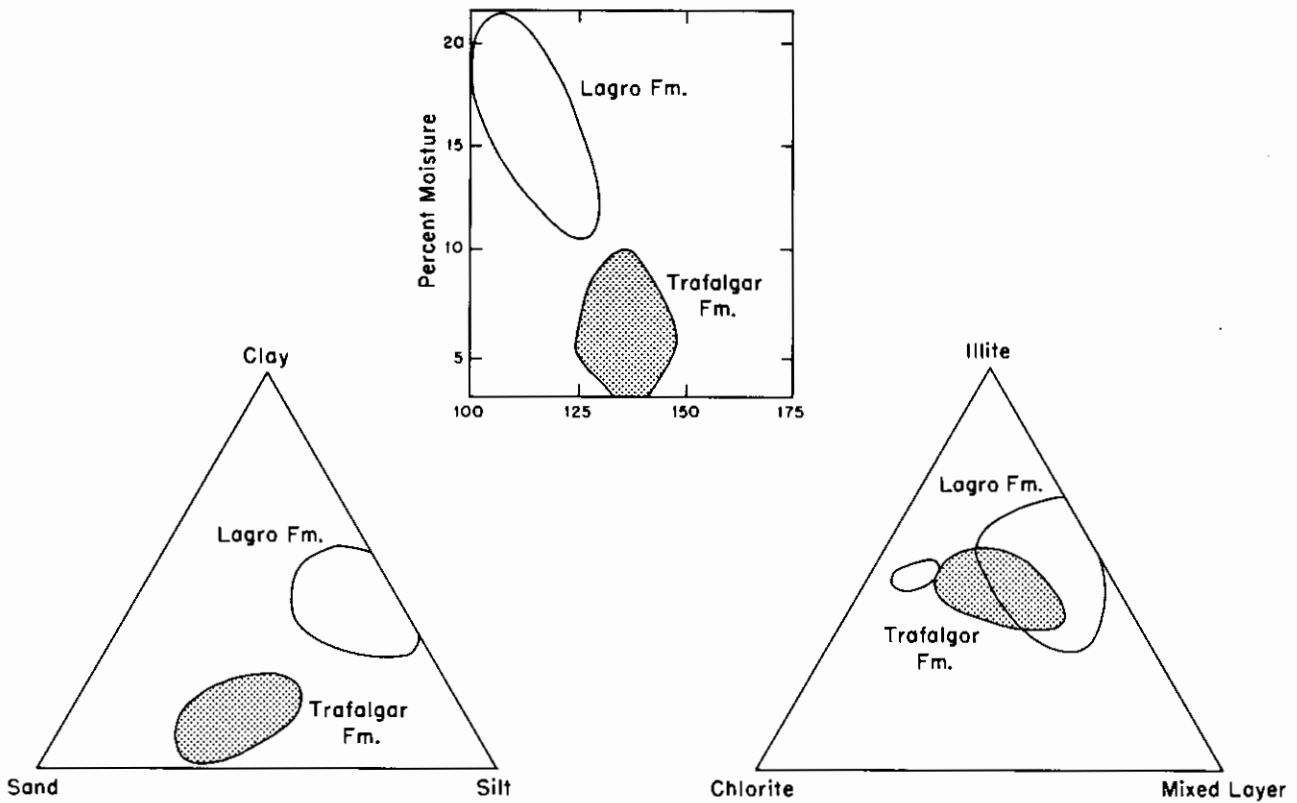 20
15
10
5
Percent Moisture
Lagro Fm.
Trafalgar
Fm.
100 125 150 175
Clay
Lagro Fm.
Trafalgar
Fm.
Sand
Silt
Illite
Lagro Fm.
Trafalgor
Fm.
Chlorite
Mixed Layer